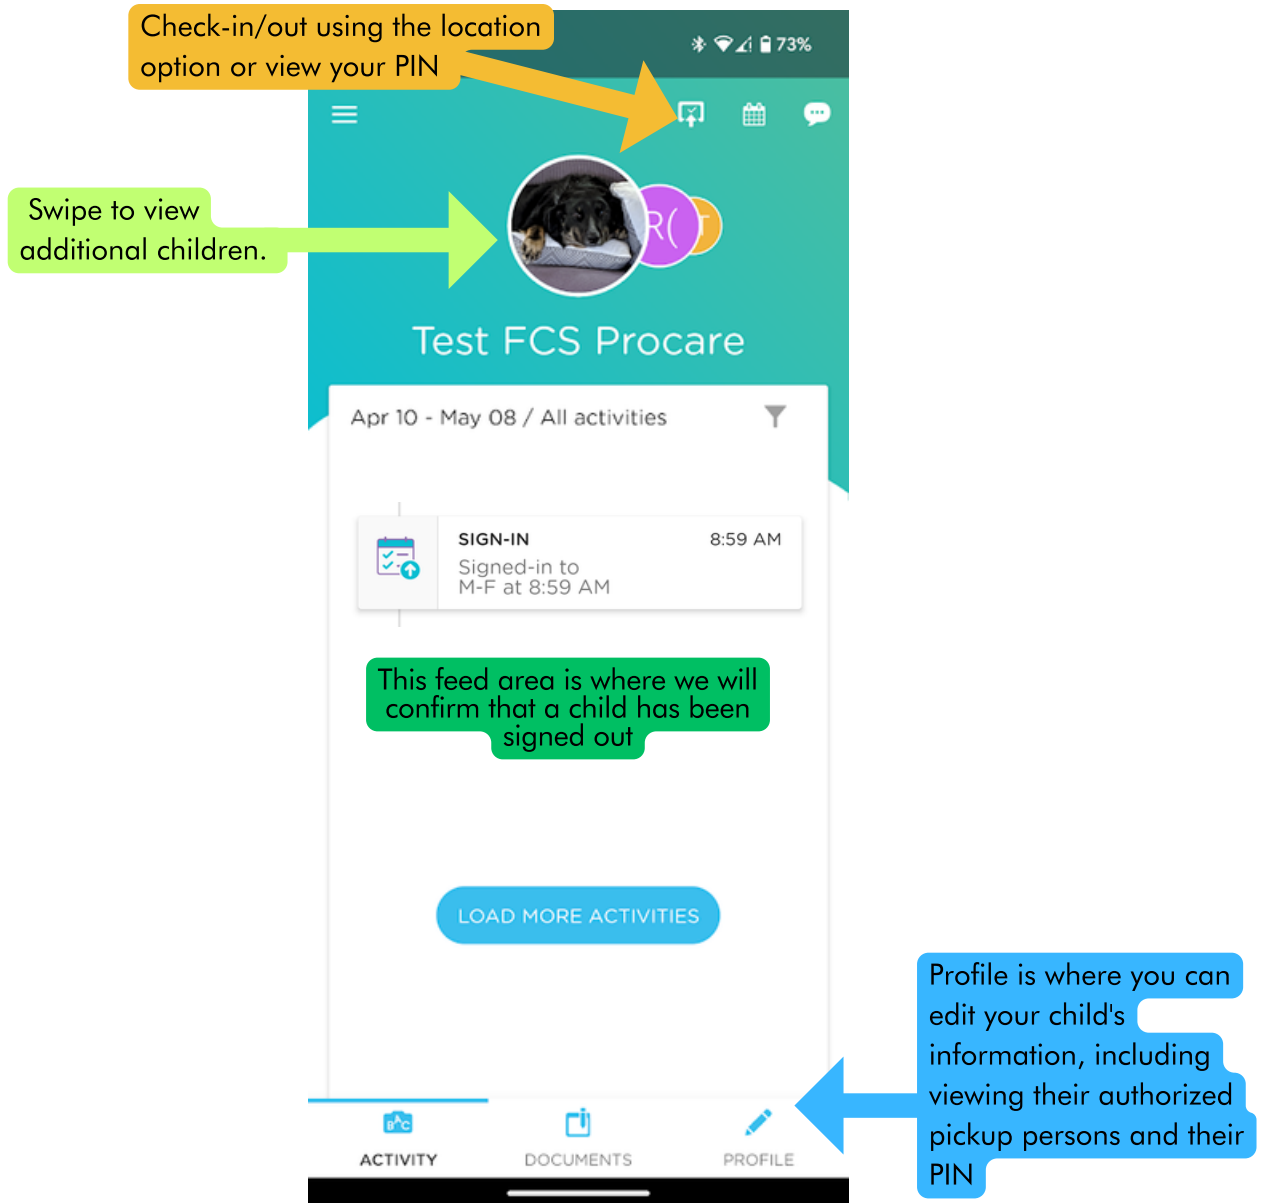 Check-in/out using the location
option or view your PIN
73%
Swipe to view
additional children.
R(
Test FCS Procare
Apr 10 - May 08 / All activities
SIGN-IN
8:59 AM
Signed-in to
M-F at 8:59 AM
This feed area is where we will
confirm that a child has been
signed out
LOAD MORE ACTIVITIES
Profile is where you can
edit your child's
information, including
viewing their authorized
pickup persons and their
PIN
ACTIVITY
DOCUMENTS
PROFILE